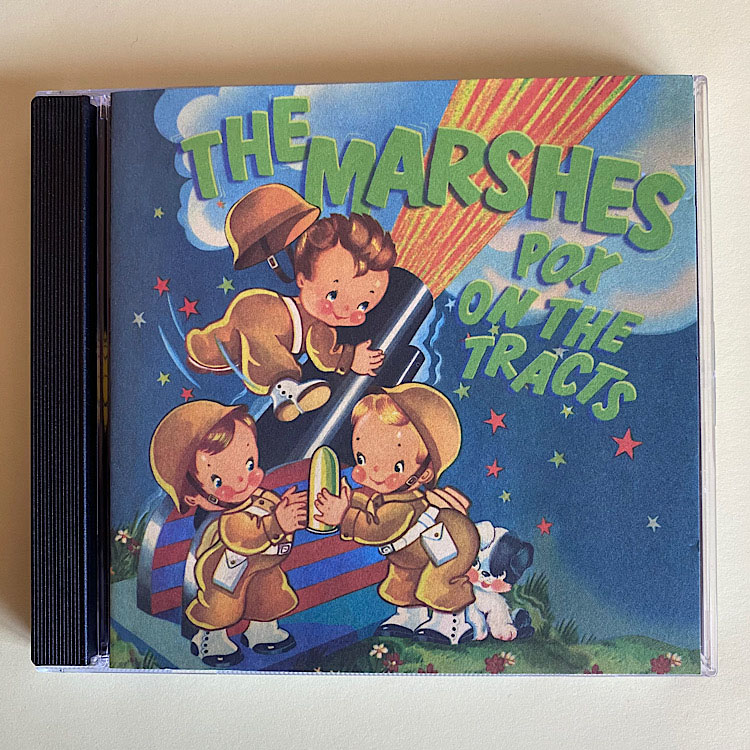 THE MARSHES
POX
ON THE
TRACTS